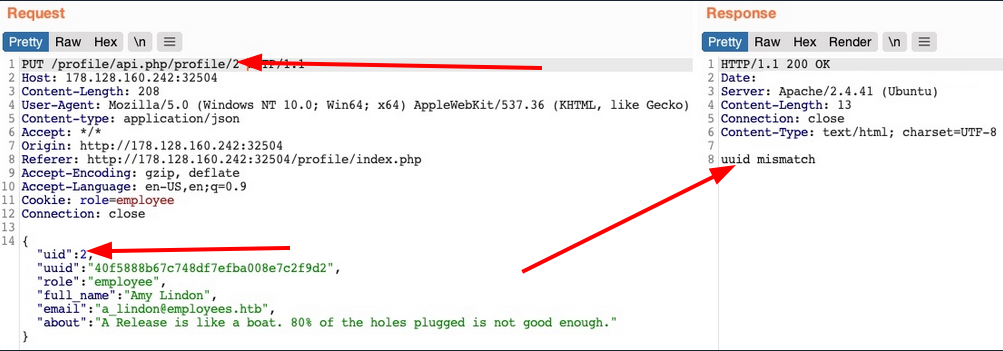 Request
Pretty Raw Hex \n
1 PUT /profile/api.php/profile/2 HTTP/1.1
2 Host: 178.128.160.242:32504
3 Content-Length: 208
4 User-Agent: Mozilla/5.0 (Windows NT 10.0; Win64; x64) AppleWebKit/537.36 (KHTML, like Gecko)
5 Content-type: application/json
6 Accept: */*
7 Origin: http://178.128.160.242:32504
8 Referer: http://178.128.160.242:32504/profile/index.php
9 Accept-Encoding: gzip, deflate
10 Accept-Language: en-US,en;q=0.9
11 Cookie: role=employee
12 Connection: close
13
14 {
"uid":2,
"uuid":"40f5888b67c748df7efba008e7c2f9d2",
"role":"employee",
"full_name":"Amy Lindon",
"email":"a_lindon@employees.htb",
"about":"A Release is like a boat. 80% of the holes plugged is not good enough."
}
Response
Pretty Raw Hex Render \n
1 HTTP/1.1 200 OK
2 Date:
3 Server: Apache/2.4.41 (Ubuntu)
4 Content-Length: 13
5 Connection: close
6 Content-Type: text/html; charset=UTF-8
7
8 uuid mismatch